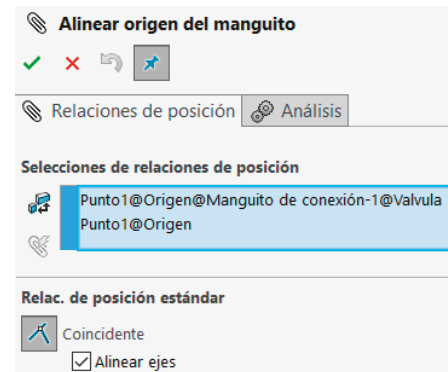 Alinear origen del manguito
Relaciones de posición Análisis
Selecciones de relaciones de posición
Punto1@Origen@Manguito de conexión-1@Valvula
Punto1@Origen
Relac. de posición estándar
Coincidente
Alinear ejes